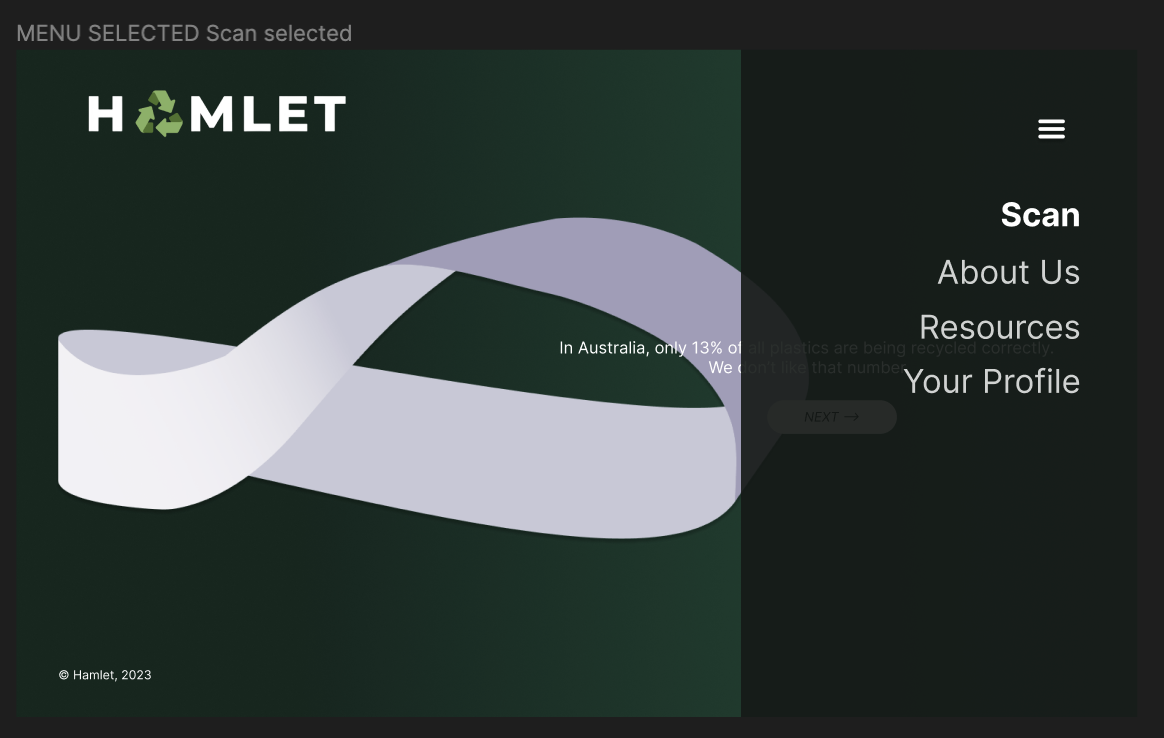 MENU SELECTED Scan selected
HAMLET
Scan
About Us
Resources
In Australia, only 13% of all plastics are being recycled correctly.
We don't like that number.
Your Profile
NEXT →
© Hamlet, 2023